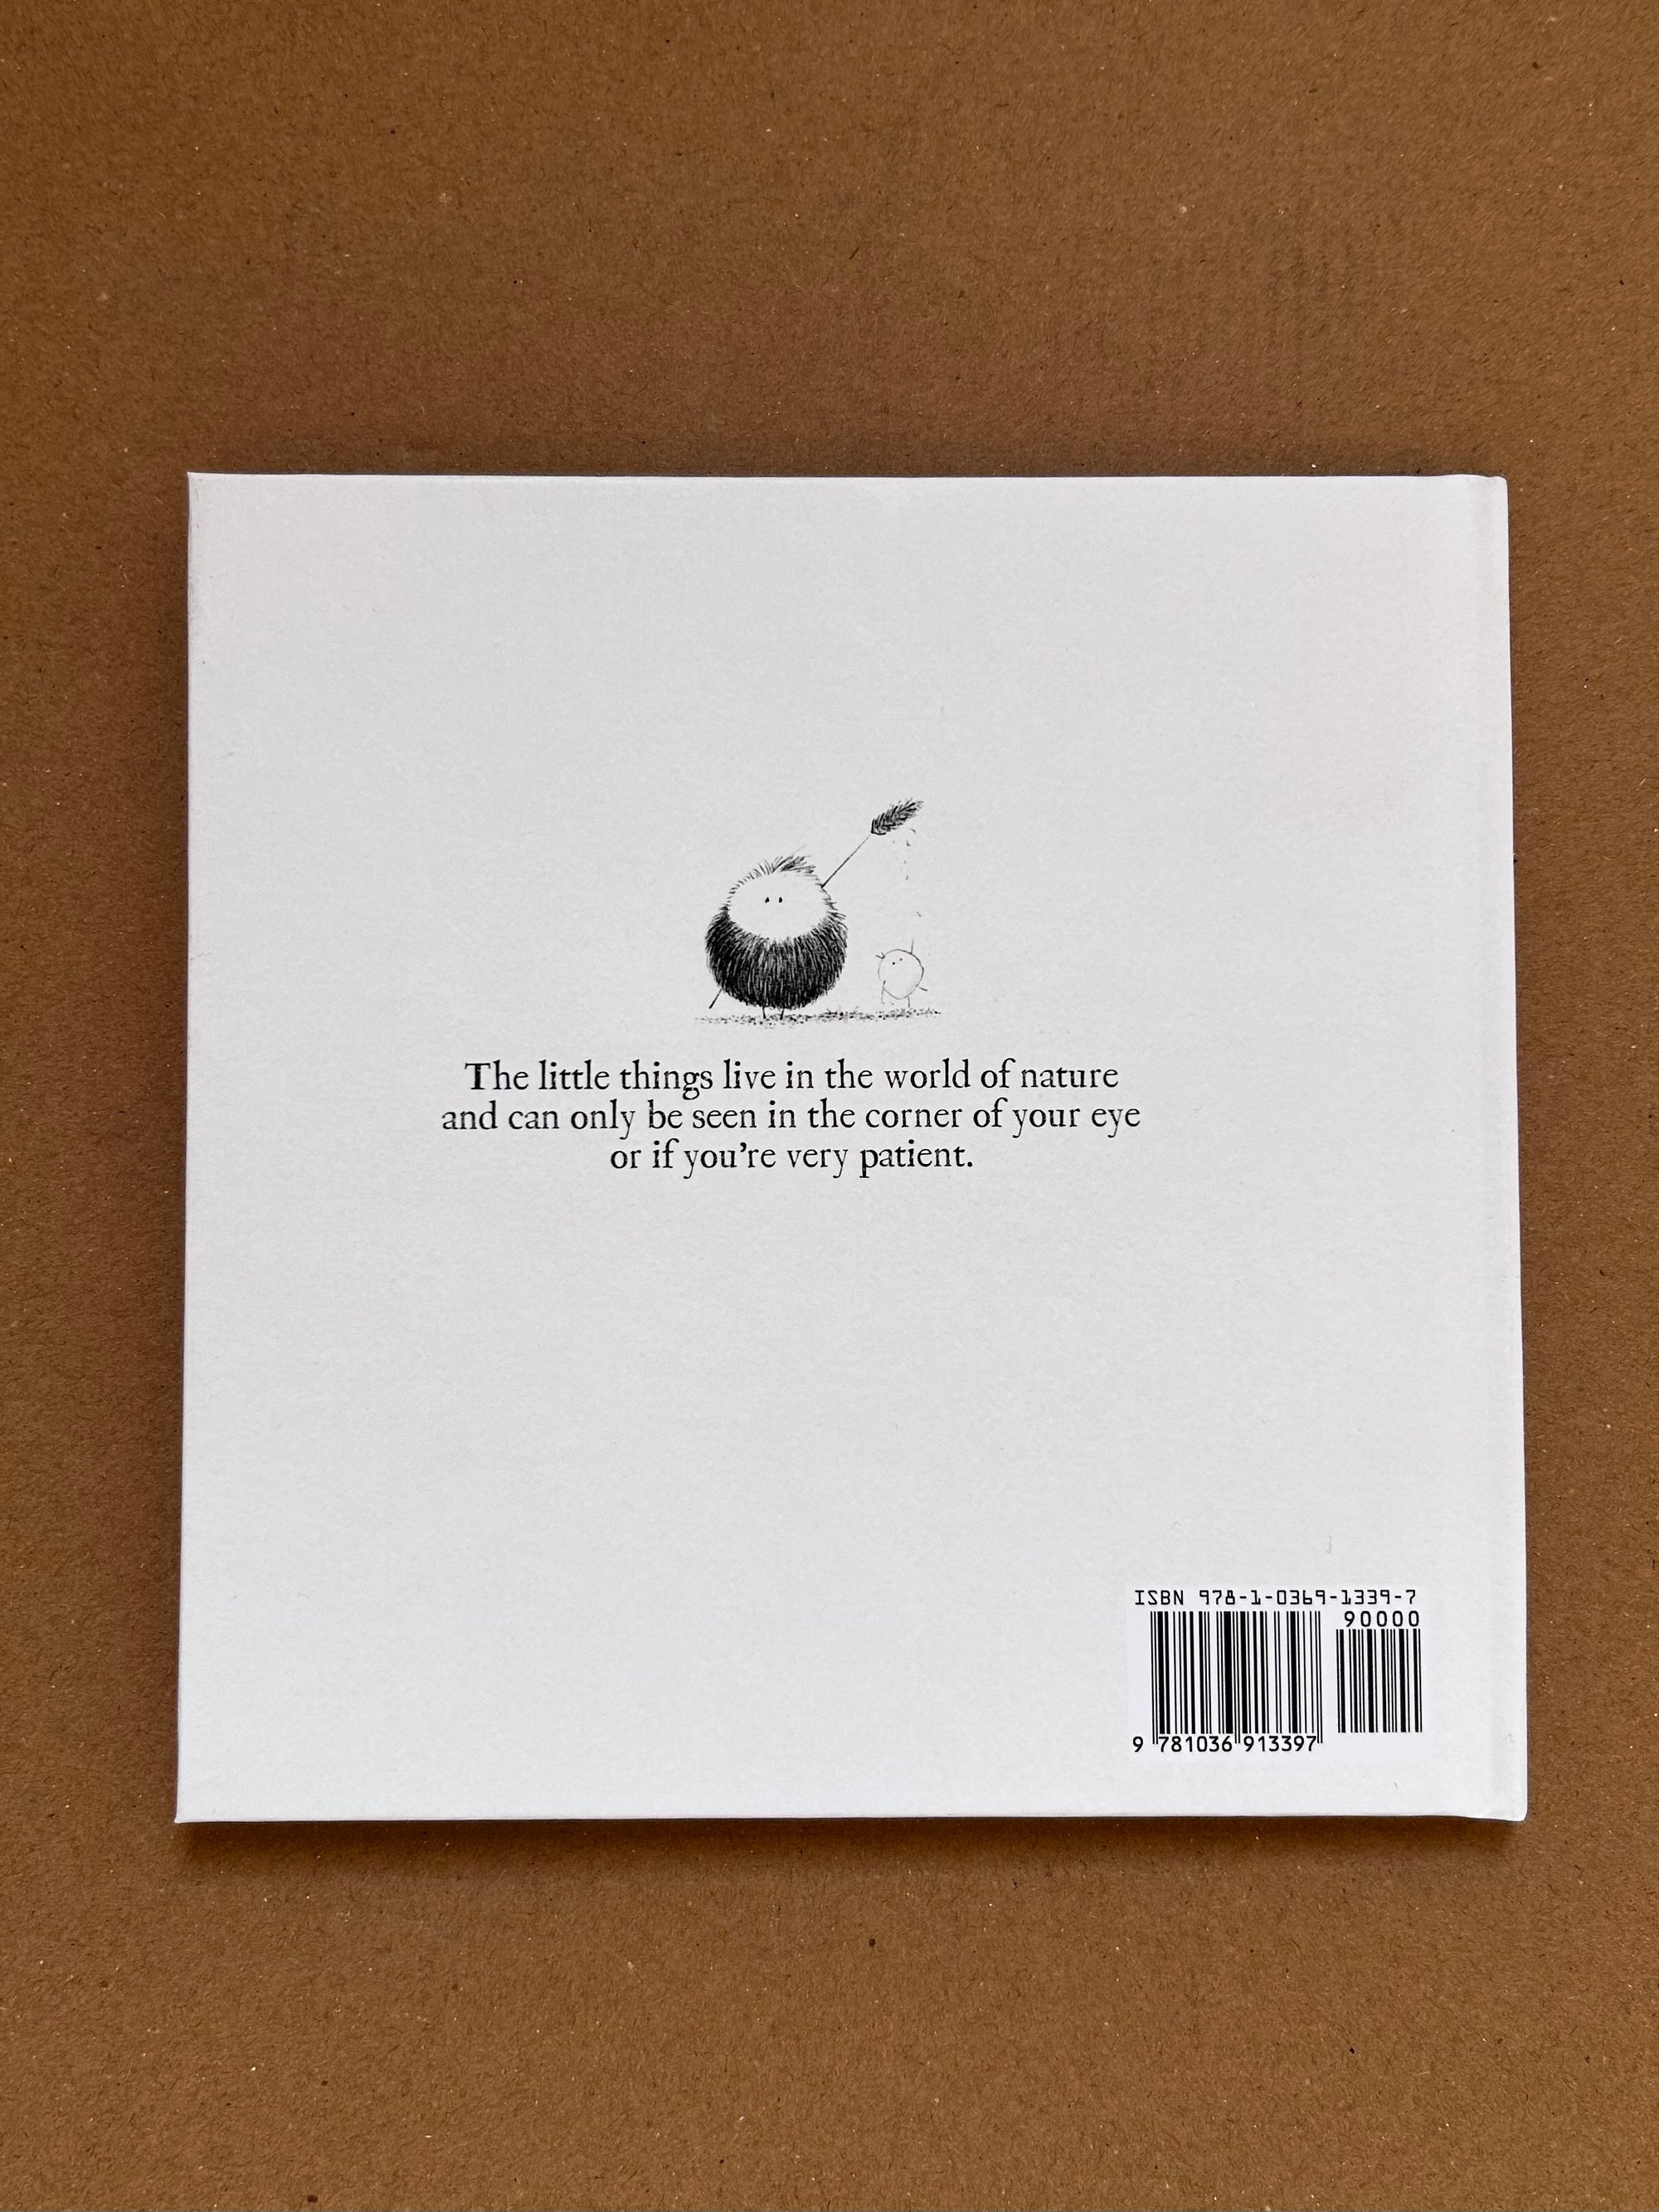 The little things live in the world of nature
and can only be seen in the corner of your eye
or if you're very patient.
ISBN 978-1-0369-1339-7
90000
9 781036 913397